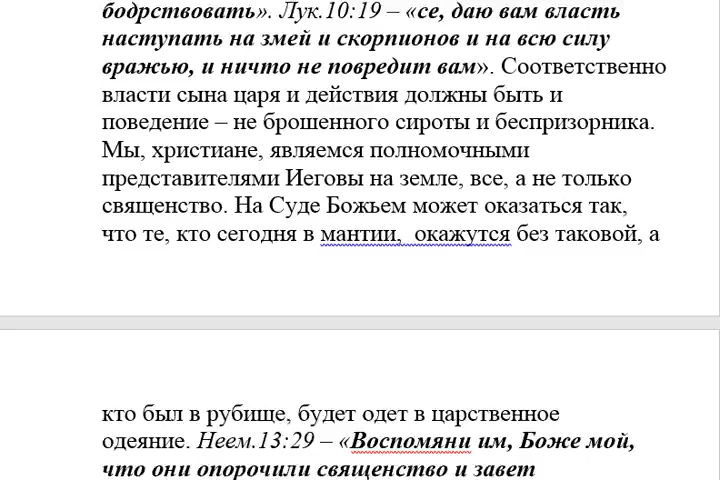 бодрствовать». Лук.10:19 – «се, даю вам власть
наступать на змей и скорпионов и на всю силу
вражью, и ничто не повредит вам». Соответственно
власти сына царя и действия должны быть и
поведение – не брошенного сироты и беспризорника.
Мы, христиане, являемся полномочными
представителями Иеговы на земле, все, а не только
священство. На Суде Божьем может оказаться так,
что те, кто сегодня в мантии,  окажутся без таковой, а
кто был в рубище, будет одет в царственное
одеяние. Неем.13:29 – «Воспомяни им, Боже мой,
что они опорочили священство и завет